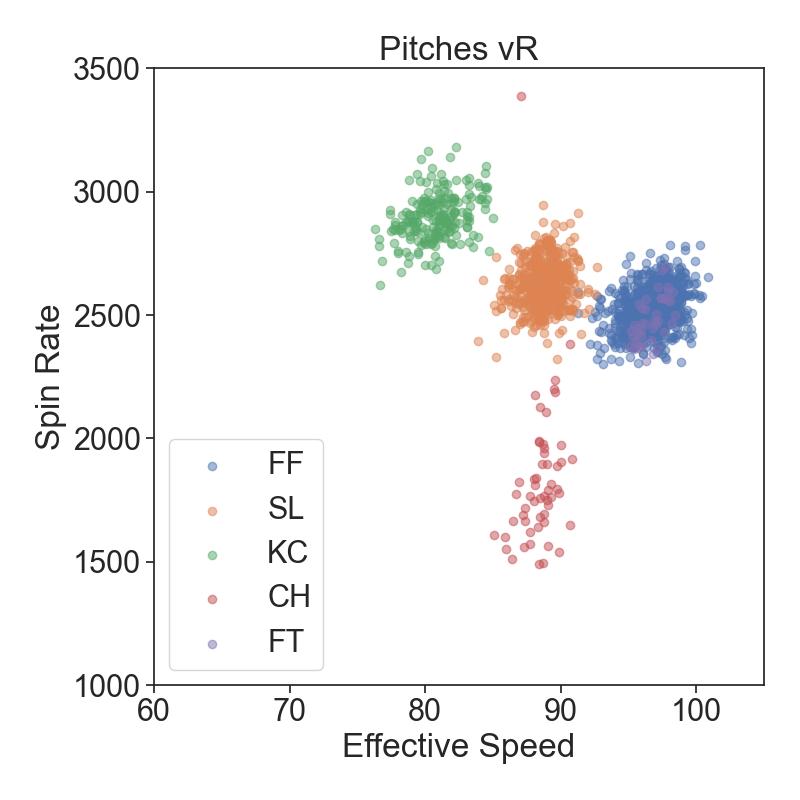 Pitches vR
3500
3000
2500
2000
1500
1000
Spin Rate
FF
SL
KC
CH
FT
60 70 80 90 100
Effective Speed